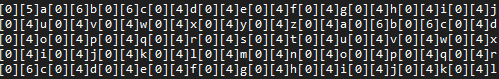 [0][5]a[0][6]b[0][6]c[0][4]d[0][4]e[0][4]f[0][4]g[0][4]h[0][4]i[0][4]j
[0][4]u[0][4]v[0][4]w[0][4]x[0][4]y[0][4]z[0][4]a[0][6]b[0][6]c[0][4]d
[0][4]o[0][4]p[0][4]q[0][4]r[0][4]s[0][4]t[0][4]u[0][4]v[0][4]w[0][4]x
[0][4]i[0][4]j[0][4]k[0][4]l[0][4]m[0][4]n[0][4]o[0][4]p[0][4]q[0][4]r
[0][6]c[0][4]d[0][4]e[0][4]f[0][4]g[0][4]h[0][4]i[0][4]j[0][4]k[0][4]l